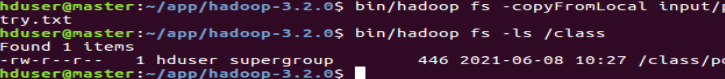 hduser@master:~/app/hadoop-3.2.0$ bin/hadoop fs -copyFromLocal input/
try.txt
hduser@master:~/app/hadoop-3.2.0$ bin/hadoop fs -ls /class
Found 1 items
-rw-r--r-- 1 hduser supergroup 446 2021-06-08 10:27 /class/p
hduser@master:~/app/hadoop-3.2.0$